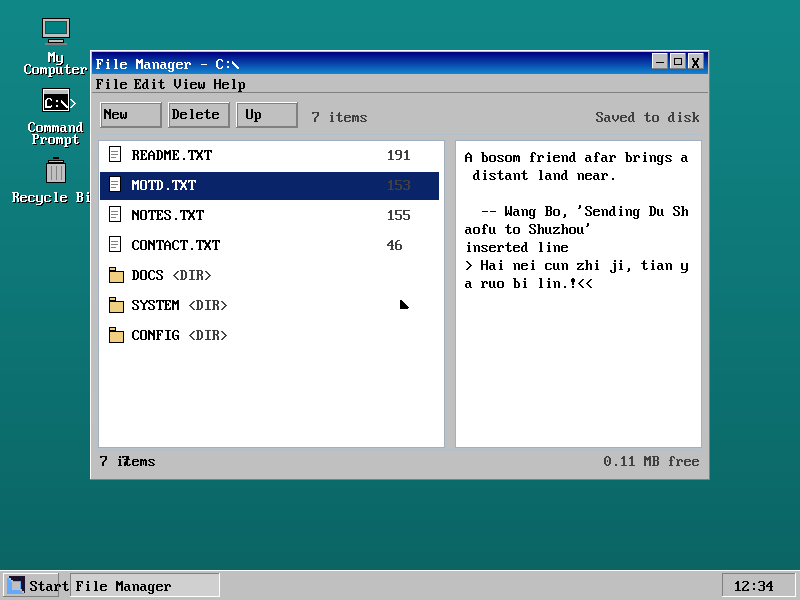 My
Computer
C:\>
Command
Prompt
Recycle Bi
File Manager - C:\
File Edit View Help
New Delete Up 7 items Saved to disk
README.TXT 191
MOTD.TXT 153
NOTES.TXT 155
CONTACT.TXT 46
DOCS <DIR>
SYSTEM <DIR>
CONFIG <DIR>
A bosom friend afar brings a
distant land near.
-- Wang Bo, 'Sending Du Sh
aofu to Shuzhou'
inserted line
> Hai nei cun zhi ji, tian y
a ruo bi lin.!<<
7 items
0.11 MB free
Start File Manager 12:34